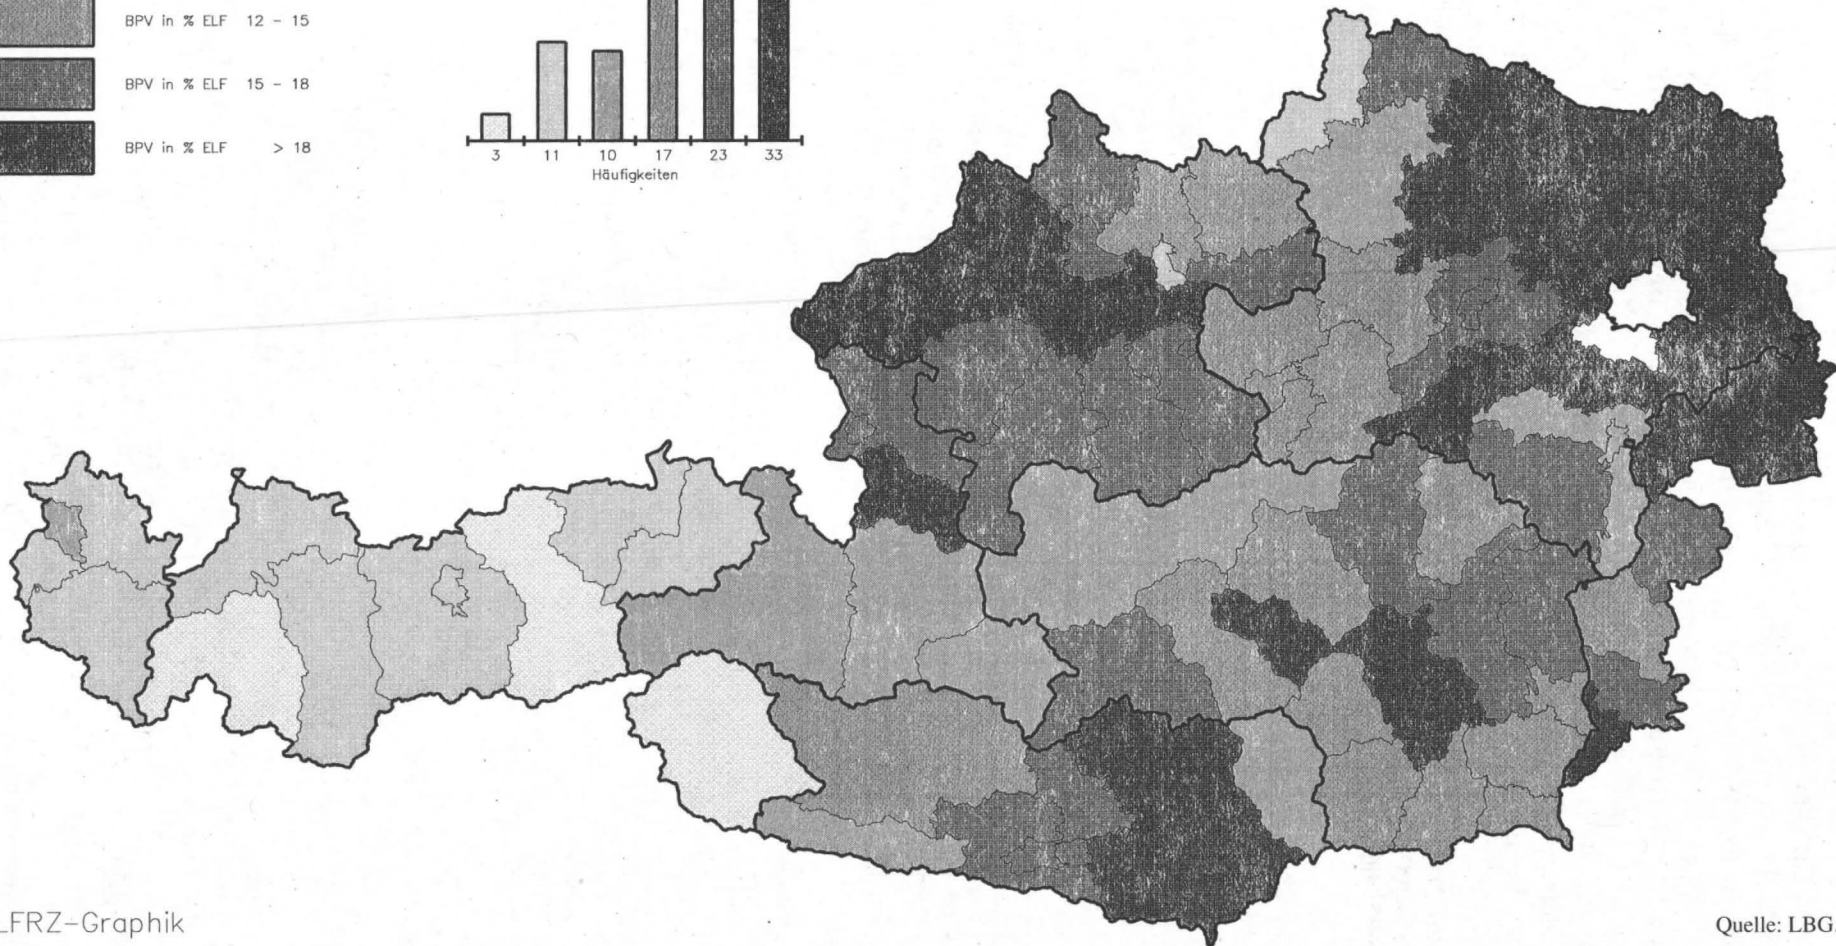 BPV in % ELF 12 - 15
BPV in % ELF 15 - 18
BPV in % ELF > 18
3 11 10 17 23 33
Häufigkeiten
LFRZ-Graphik
Quelle: LBG